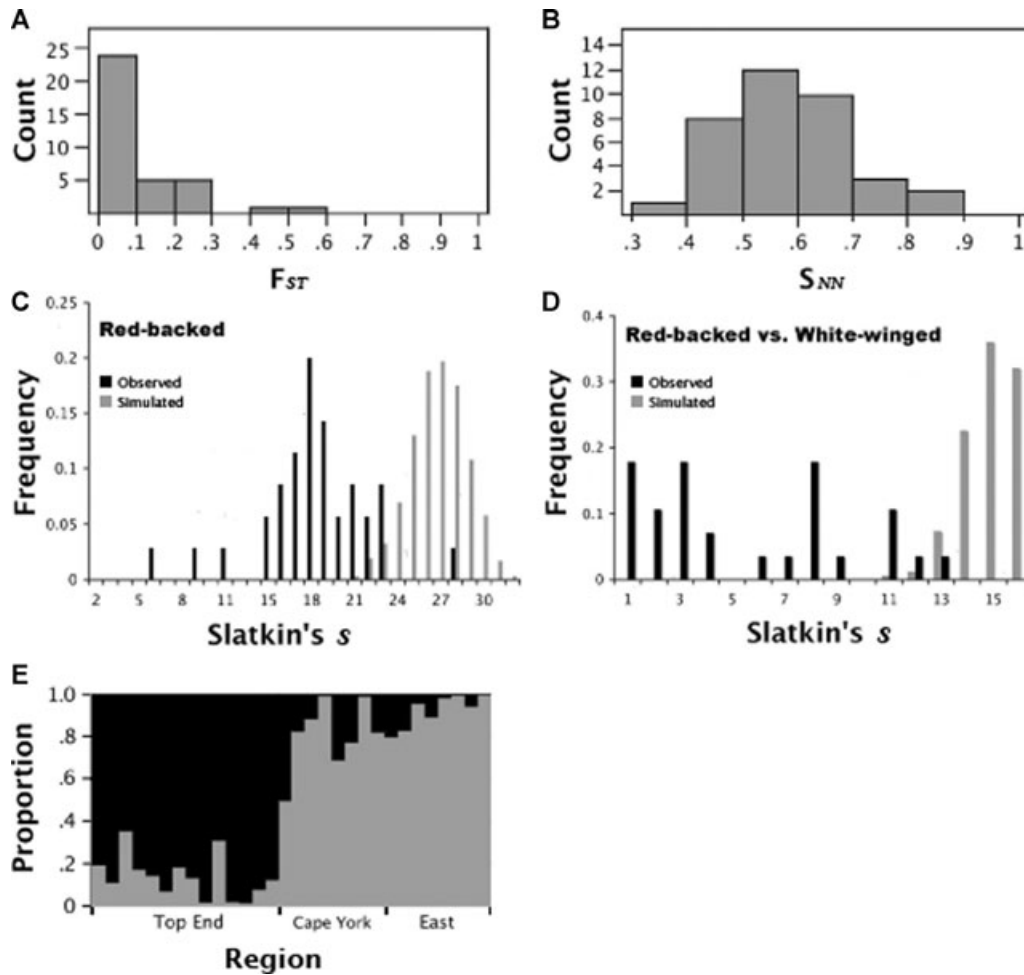 A
Count
25
20
15
10
5
0 .1 .2 .3 .4 .5 .6 .7 .8 .9 1
FST
B
Count
14
12
10
8
6
4
2
.3 .4 .5 .6 .7 .8 .9 1
SNN
C
Frequency
0.25
0.2
0.15
0.1
0.05
0
Red-backed
Observed
Simulated
2 5 8 11 15 18 21 24 27 30
Slatkin's s
D
Frequency
0.4
0.3
0.2
0.1
0
Red-backed vs. White-winged
Observed
Simulated
1 3 5 7 9 11 13 15
Slatkin's s
E
Proportion
1.0
.8
.6
.4
.2
0
Top End Cape York East
Region